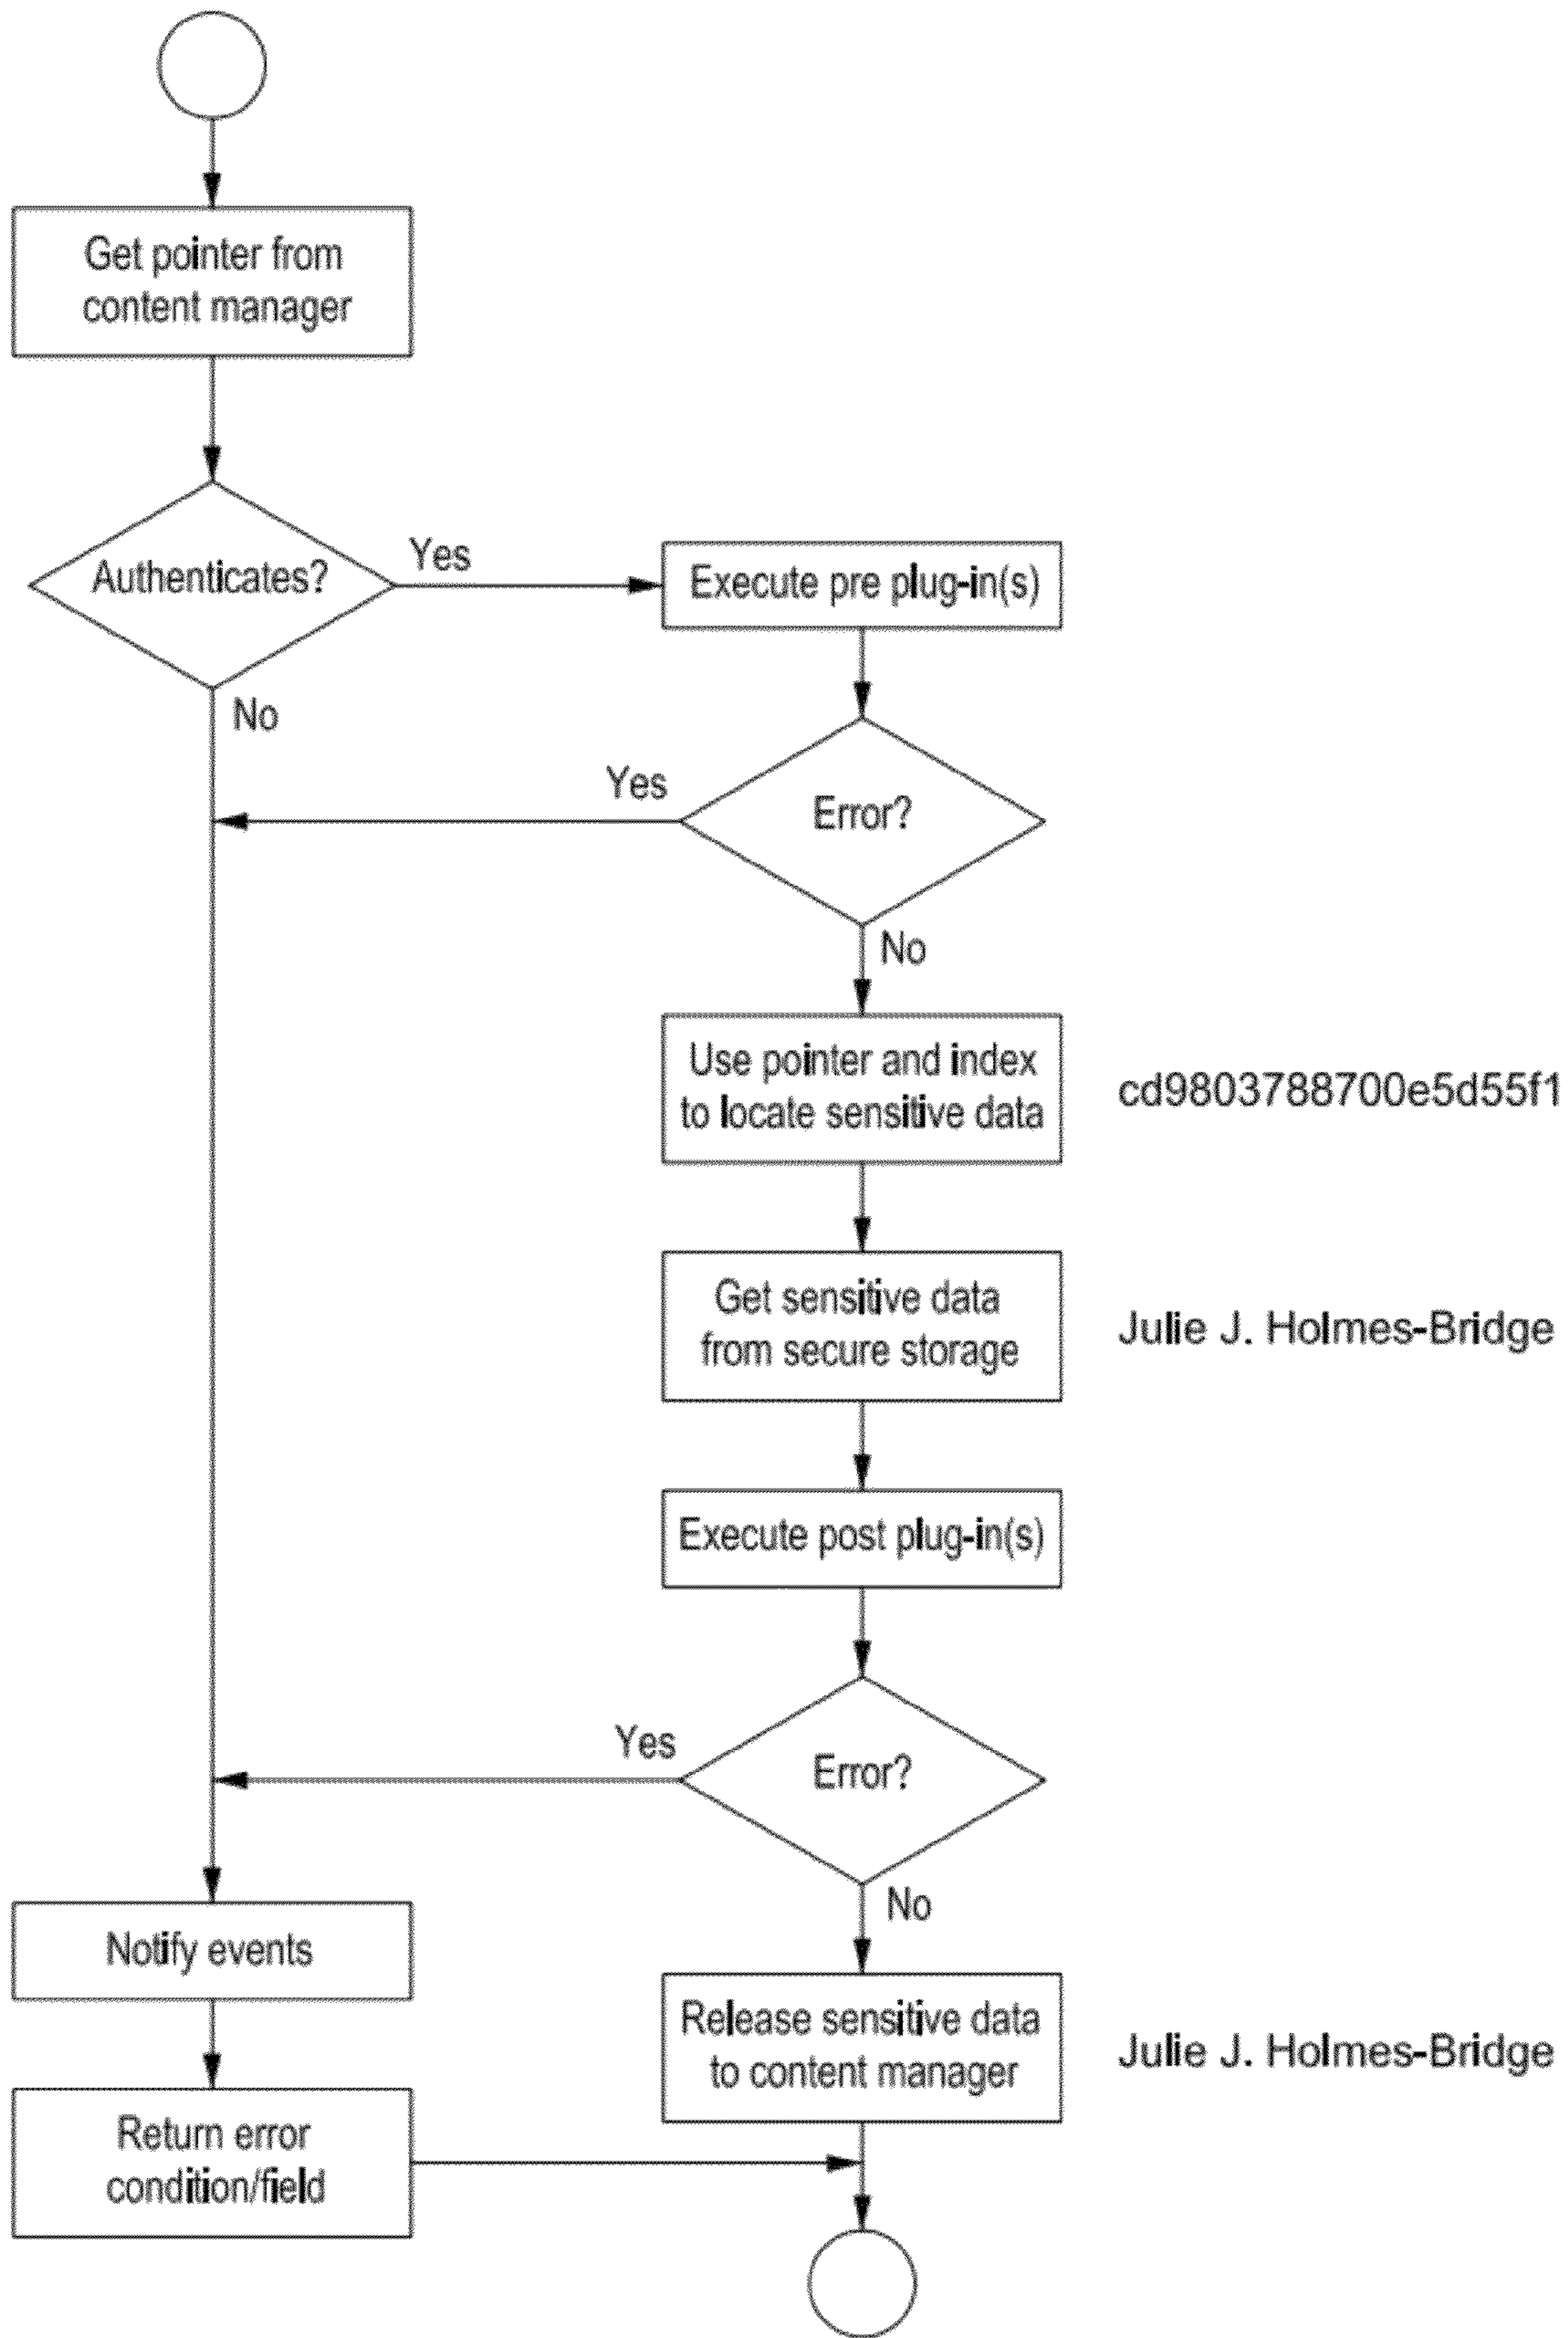 Get pointer from
content manager
Authenticates?
Yes
Execute pre plug-in(s)
No
Yes
Error?
No
Use pointer and index
to locate sensitive data
cd9803788700e5d55f1
Get sensitive data
from secure storage
Julie J. Holmes-Bridge
Execute post plug-in(s)
Yes
Error?
No
Notify events
Release sensitive data
to content manager
Julie J. Holmes-Bridge
Return error
condition/field